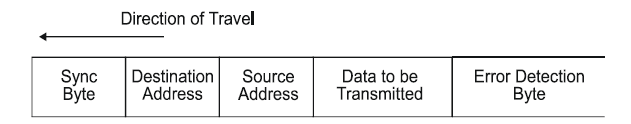 Direction of Travel
Sync Byte
Destination Address
Source Address
Data to be Transmitted
Error Detection Byte